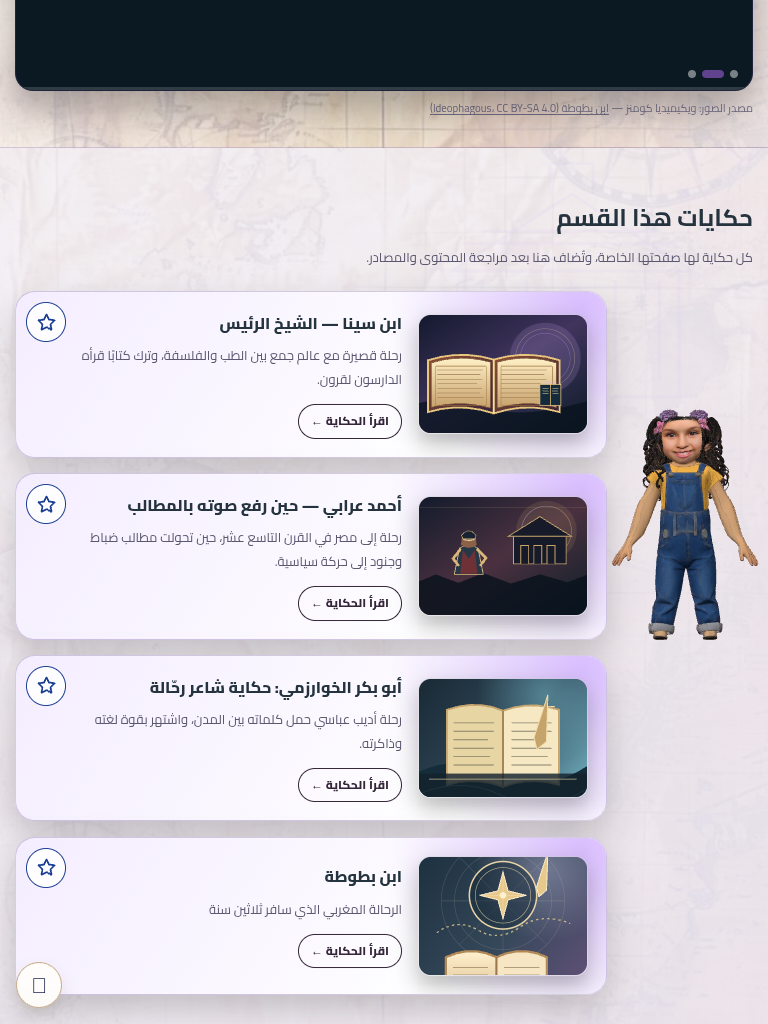 مصدر الصور: ويكيميديا كومنز — ابن بطوطة (Ideophagous، CC BY-SA 4.0)
حكايات هذا القسم
كل حكاية لها صفحتها الخاصة، وتُضاف هنا بعد مراجعة المحتوى والمصادر.
ابن سينا — الشيخ الرئيس
رحلة قصيرة مع عالم جمع بين الطب والفلسفة، وترك كتابًا قرأه
الدارسون لقرون.
اقرأ الحكاية ←
أحمد عرابي — حين رفع صوته بالمطالب
رحلة إلى مصر في القرن التاسع عشر، حين تحولت مطالب ضباط
وجنود إلى حركة سياسية.
اقرأ الحكاية ←
أبو بكر الخوارزمي: حكاية شاعر رحّالة
رحلة أديب عباسي حمل كلماته بين المدن، واشتهر بقوة لغته
وذاكرته.
اقرأ الحكاية ←
ابن بطوطة
الرحالة المغربي الذي سافر ثلاثين سنة
اقرأ الحكاية ←